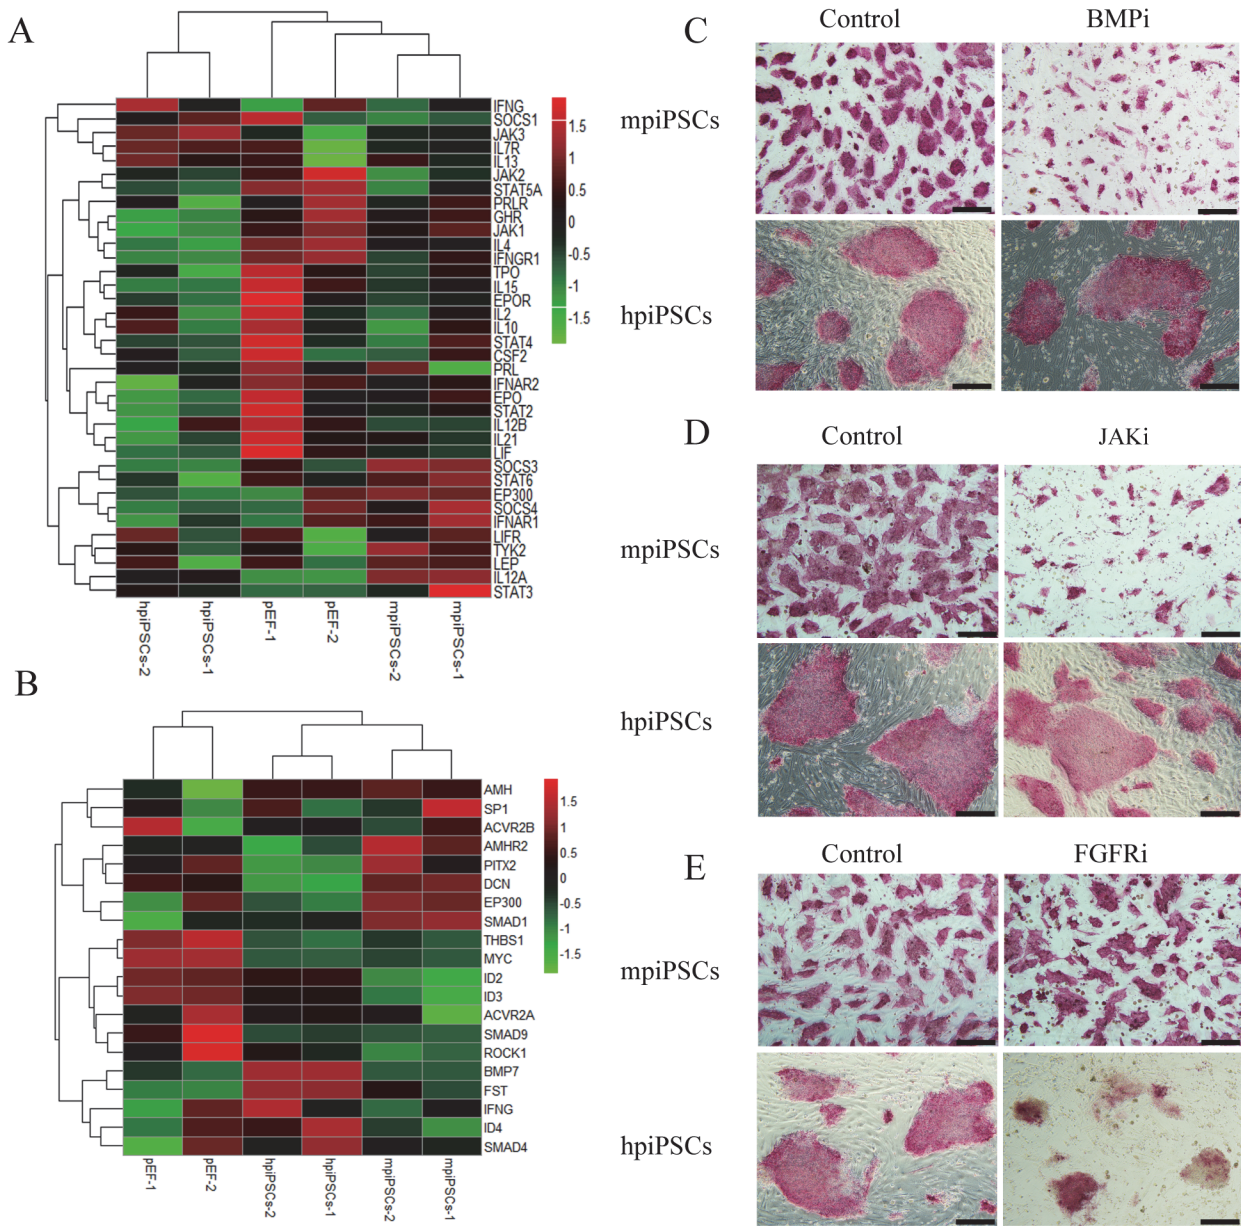 A
IFNG
SOCS1
JAK3
IL7R
IL13
JAK2
STAT5A
PRLR
GHR
JAK1
IL4
IFNGR1
TPO
IL15
EPOR
IL2
IL10
STAT4
CSF2
PRL
IFNAR2
EPO
STAT2
IL12B
IL21
LIF
SOCS3
STAT6
EP300
SOCS4
IFNAR1
LIFR
TYK2
LEP
IL12A
STAT3
1.5
1
0.5
0
-0.5
-1
-1.5
hpiPSCs-2
hpiPSCs-1
pEF-1
pEF-2
mpiPSCs-2
mpiPSCs-1
B
AMH
SP1
ACVR2B
AMHR2
PITX2
DCN
EP300
SMAD1
THBS1
MYC
ID2
ID3
ACVR2A
SMAD9
ROCK1
BMP7
FST
IFNG
ID4
SMAD4
1.5
1
0.5
0
-0.5
-1
-1.5
pEF-1
pEF-2
hpiPSCs-2
hpiPSCs-1
mpiPSCs-2
mpiPSCs-1
C
Control
BMPi
mpiPSCs
hpiPSCs
D
Control
JAKi
mpiPSCs
hpiPSCs
E
Control
FGFRi
mpiPSCs
hpiPSCs